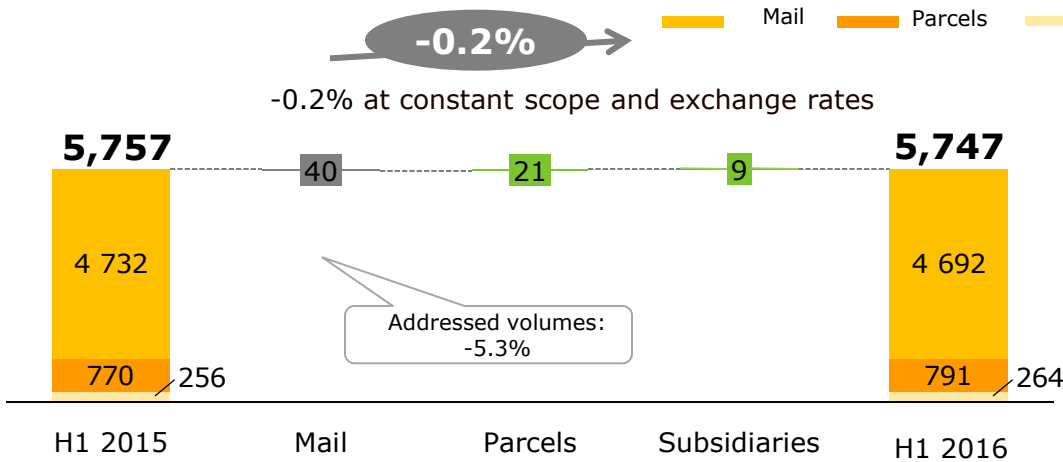 Mail Parcels
-0.2%
-0.2% at constant scope and exchange rates
5,757
5,747
40
21
9
4 732
4 692
Addressed volumes:
-5.3%
770
256
791
264
H1 2015
Mail
Parcels
Subsidiaries
H1 2016